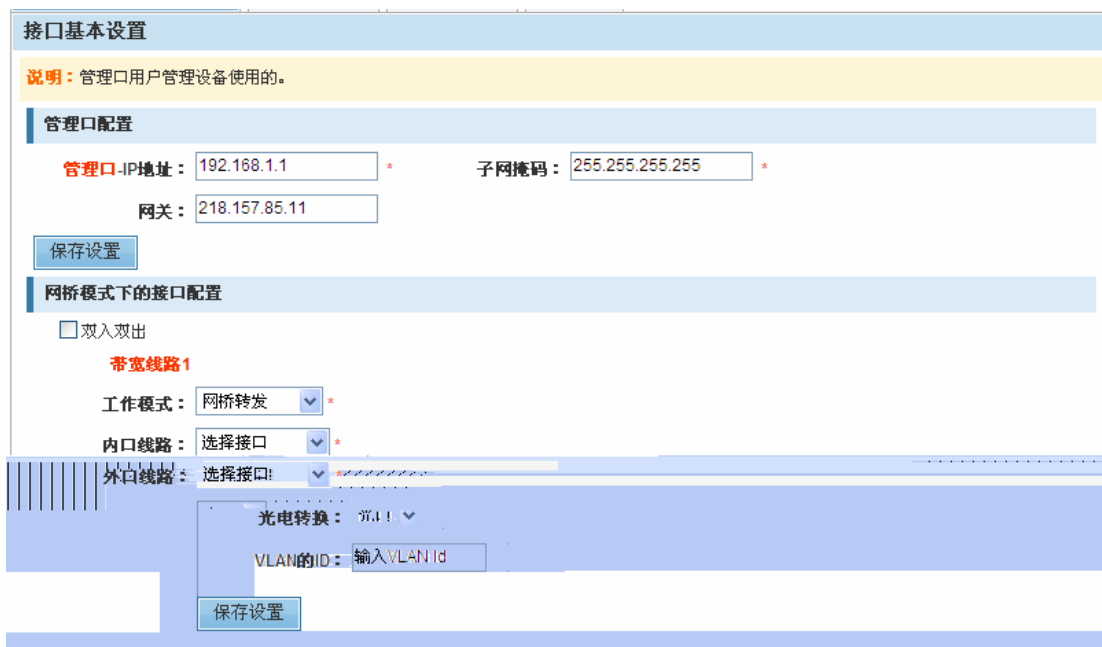 接口基本设置
说明：管理口用户管理设备使用的。
管理口配置
管理口-IP地址： 192.168.1.1 * 子网掩码： 255.255.255.255 *
网关： 218.157.85.11
保存设置
网桥模式下的接口配置
双入双出
带宽线路1
工作模式： 网桥转发 *
内口线路： 选择接口 *
外口线路： 选择接口 *
光电转换：
VLAN的ID： 输入VLAN Id
保存设置